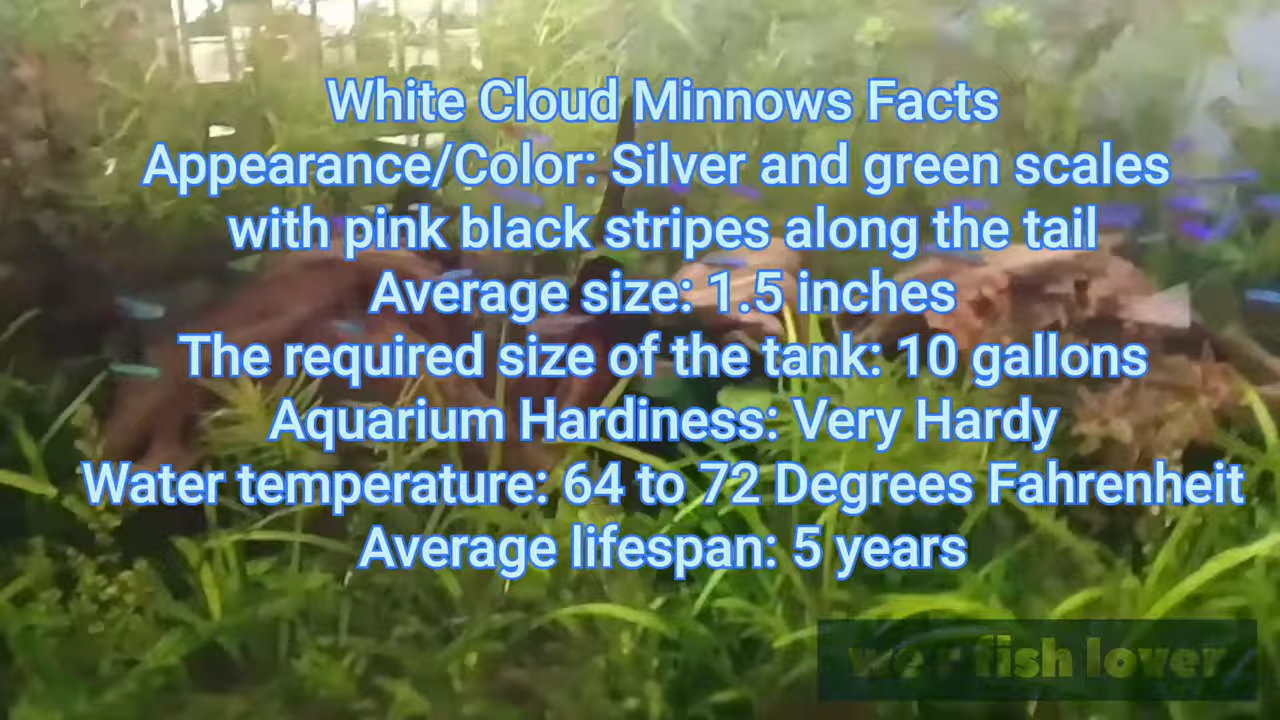 White Cloud Minnows Facts
Appearance/Color: Silver and green scales
with pink black stripes along the tail
Average size: 1.5 inches
The required size of the tank: 10 gallons
Aquarium Hardiness: Very Hardy
Water temperature: 64 to 72 Degrees Fahrenheit
Average lifespan: 5 years
fish lover